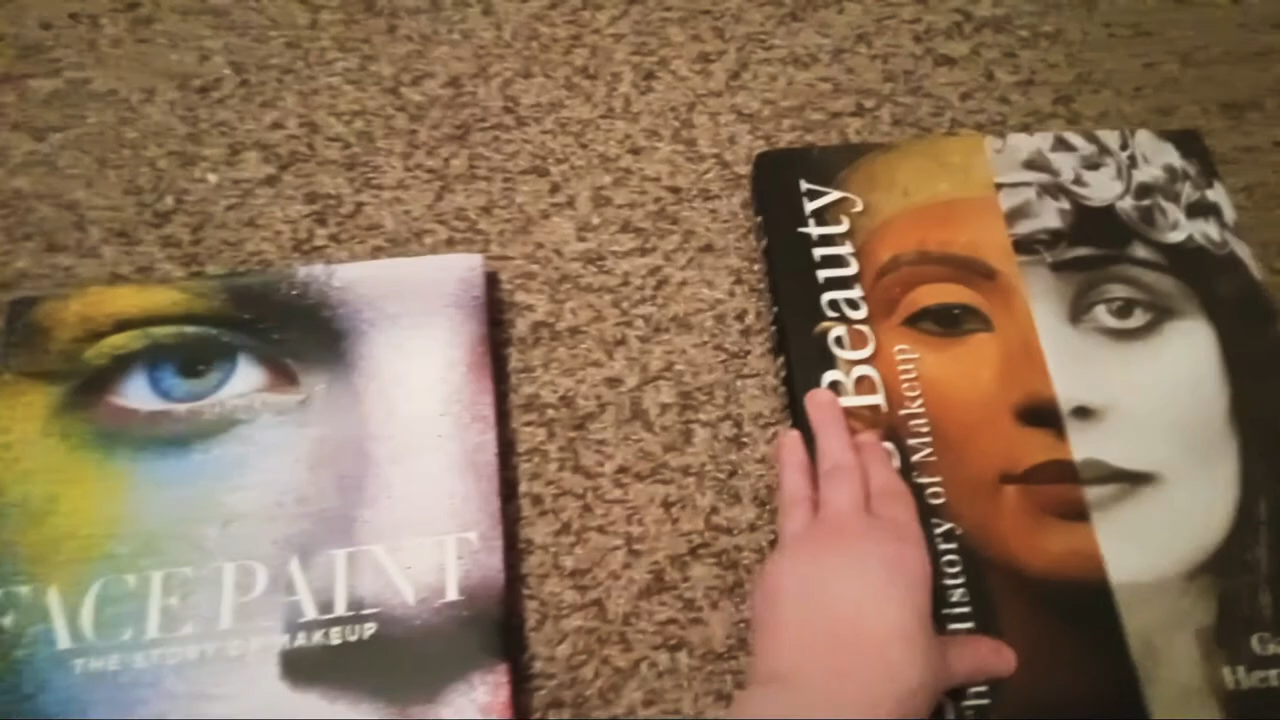 FACE PAINT
THE STORY OF MAKEUP
Beauty
History of Makeup